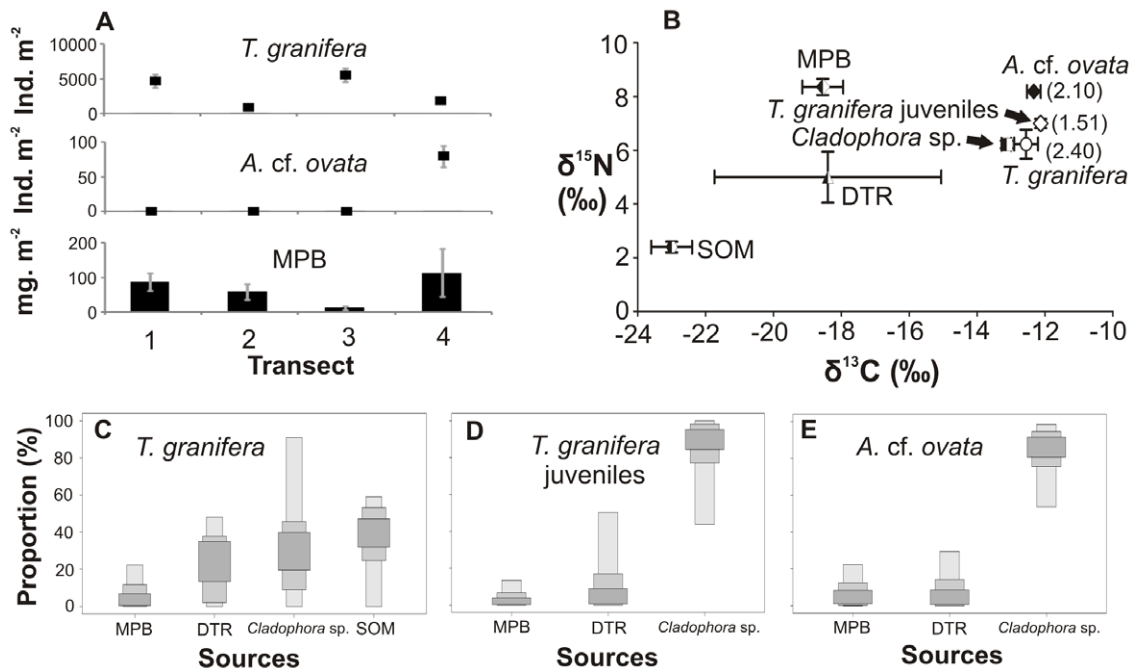 A
T. granifera
Ind. m⁻²
10000
5000
0
A. cf. ovata
Ind. m⁻²
100
50
0
MPB
mg. m⁻²
200
100
0
1 2 3 4
Transect
B
δ¹⁵N
(‰)
10
8
6
4
2
0
MPB
A. cf. ovata
(2.10)
T. granifera juveniles
(1.51)
Cladophora sp.
(2.40)
T. granifera
DTR
SOM
-24 -22 -20 -18 -16 -14 -12 -10
δ¹³C (‰)
Proportion (%)
100
80
60
40
20
0
C
T. granifera
MPB DTR Cladophora sp. SOM
Sources
D
T. granifera
juveniles
MPB DTR Cladophora sp.
Sources
E
A. cf. ovata
MPB DTR Cladophora sp.
Sources